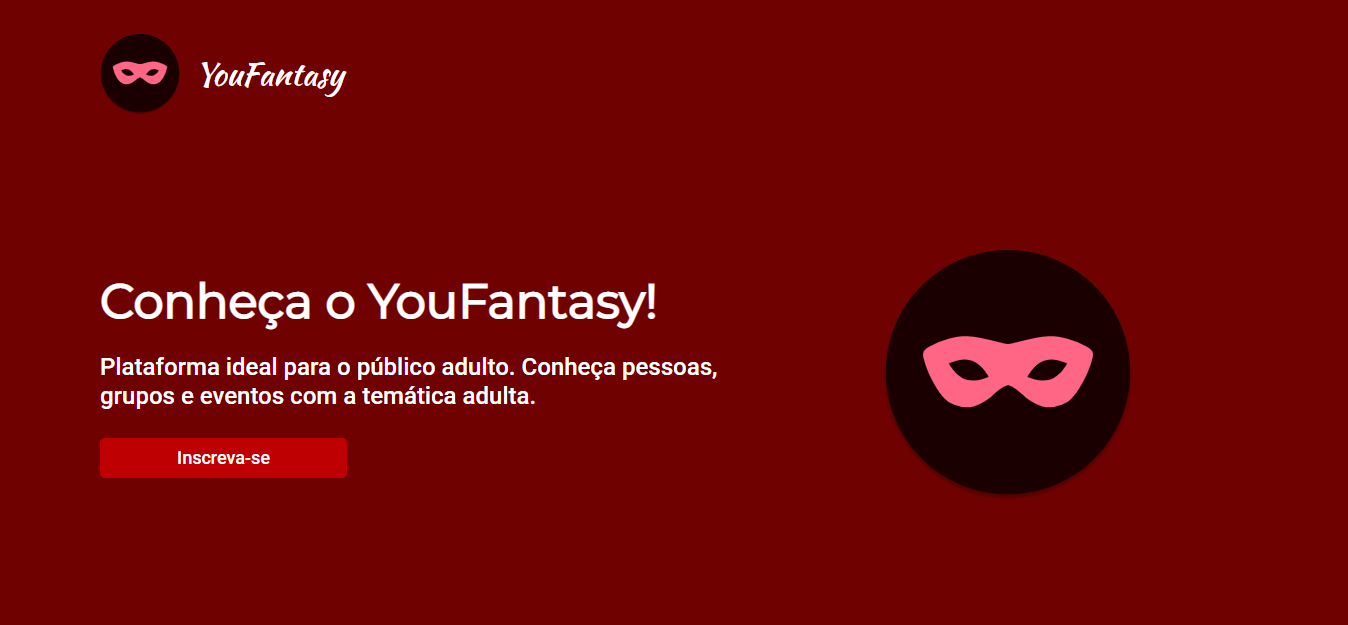 YouFantasy
Conheça o YouFantasy!
Plataforma ideal para o público adulto. Conheça pessoas,
grupos e eventos com a temática adulta.
Inscreva-se